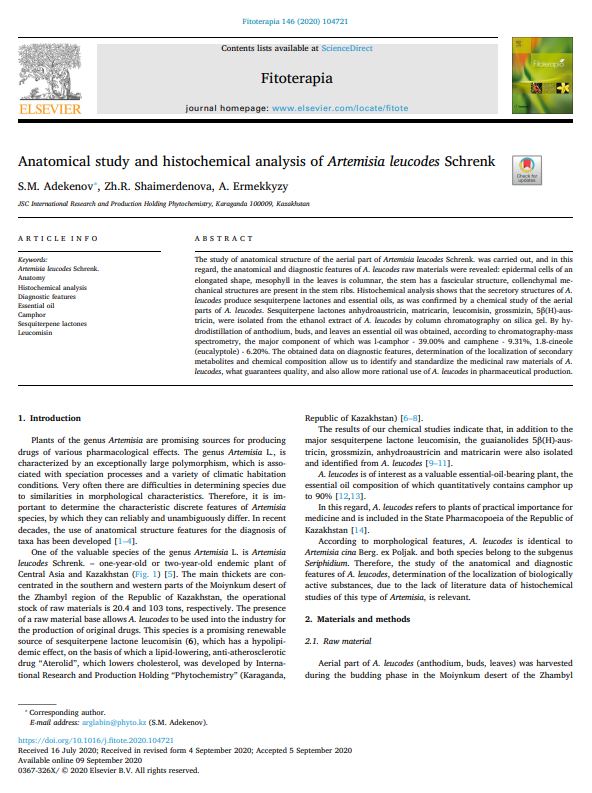 Fitoterapia 146 (2020) 104721
Contents lists available at ScienceDirect
Fitoterapia
journal homepage: www.elsevier.com/locate/fitote
ELSEVIER
Fitoterapia
Check for
updates
Anatomical study and histochemical analysis of Artemisia leucodes Schrenk
S.M. Adekenov*, Zh.R. Shaimerdenova, A. Ermekkyzy
JSC International Research and Production Holding Phytochemistry, Karaganda 100009, Kazakhstan
ARTICLE INFO
Keywords:
Artemisia leucodes Schrenk.
Anatomy
Histochemical analysis
Diagnostic features
Essential oil
Camphor
Sesquiterpene lactones
Leucomisin
ABSTRACT
The study of anatomical structure of the aerial part of Artemisia leucodes Schrenk. was carried out, and in this
regard, the anatomical and diagnostic features of A. leucodes raw materials were revealed: epidermal cells of an
elongated shape, mesophyll in the leaves is columnar, the stem has a fascicular structure, collenchymal me-
chanical structures are present in the stem ribs. Histochemical analysis shows that the secretory structures of A.
leucodes produce sesquiterpene lactones and essential oils, as was confirmed by a chemical study of the aerial
parts of A. leucodes. Sesquiterpene lactones anhydroaustricin, matricarin, leucomisin, grossmizin, 5β(H)-aus-
tricin, were isolated from the ethanol extract of A. leucodes by column chromatography on silica gel. By hy-
drodistillation of anthodium, buds, and leaves an essential oil was obtained, according to chromatography-mass
spectrometry, the major component of which was l-camphor - 39.00% and camphene - 9.31%, 1.8-cineole
(eucalyptole) - 6.20%. The obtained data on diagnostic features, determination of the localization of secondary
metabolites and chemical composition allow us to identify and standardize the medicinal raw materials of A.
leucodes, what guarantees quality, and also allow more rational use of A. leucodes in pharmaceutical production.
1. Introduction
Plants of the genus Artemisia are promising sources for producing
drugs of various pharmacological effects. The genus Artemisia L., is
characterized by an exceptionally large polymorphism, which is asso-
ciated with speciation processes and a variety of climatic habitation
conditions. Very often there are difficulties in determining species due
to similarities in morphological characteristics. Therefore, it is im-
portant to determine the characteristic discrete features of Artemisia
species, by which they can reliably and unambiguously differ. In recent
decades, the use of anatomical structure features for the diagnosis of
taxa has been developed [1–4].
One of the valuable species of the genus Artemisia L. is Artemisia
leucodes Schrenk. – one-year-old or two-year-old endemic plant of
Central Asia and Kazakhstan (Fig. 1) [5]. The main thickets are con-
centrated in the southern and western parts of the Moiynkum desert of
the Zhambyl region of the Republic of Kazakhstan, the operational
stock of raw materials is 20.4 and 103 tons, respectively. The presence
of a raw material base allows A. leucodes to be used into the industry for
the production of original drugs. This species is a promising renewable
source of sesquiterpene lactone leucomisin (6), which has a hypolipi-
demic effect, on the basis of which a lipid-lowering, anti-atherosclerotic
drug “Aterolid”, which lowers cholesterol, was developed by Interna-
tional Research and Production Holding “Phytochemistry” (Karaganda,
Republic of Kazakhstan) [6–8].
The results of our chemical studies indicate that, in addition to the
major sesquiterpene lactone leucomisin, the guaianolides 5β(H)-aus-
tricin, grossmizin, anhydroaustricin and matricarin were also isolated
and identified from A. leucodes [9–11].
A. leucodes is of interest as a valuable essential-oil-bearing plant, the
essential oil composition of which quantitatively contains camphor up
to 90% [12,13].
In this regard, A. leucodes refers to plants of practical importance for
medicine and is included in the State Pharmacopoeia of the Republic of
Kazakhstan [14].
According to morphological features, A. leucodes is identical to
Artemisia cina Berg. ex Poljak. and both species belong to the subgenus
Seriphidium. Therefore, the study of the anatomical and diagnostic
features of A. leucodes, determination of the localization of biologically
active substances, due to the lack of literature data of histochemical
studies of this type of Artemisia, is relevant.
2. Materials and methods
2.1. Raw material
Aerial part of A. leucodes (anthodium, buds, leaves) was harvested
during the budding phase in the Moiynkum desert of the Zhambyl
* Corresponding author.
E-mail address: arglabin@phyto.kz (S.M. Adekenov).
https://doi.org/10.1016/j.fitote.2020.104721
Received 16 July 2020; Received in revised form 4 September 2020; Accepted 5 September 2020
Available online 09 September 2020
0367-326X/ © 2020 Elsevier B.V. All rights reserved.